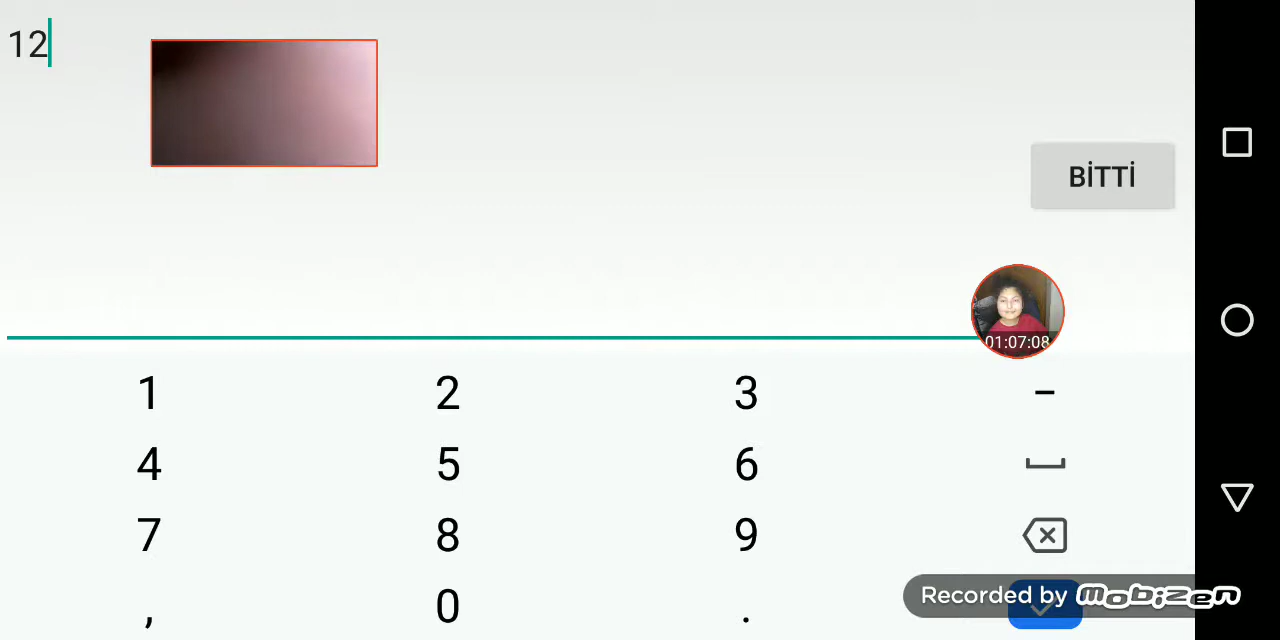 12
BİTTİ
01:07:08
1 2 3 -
4 5 6
7 8 9
, 0 .
Recorded by mobizen